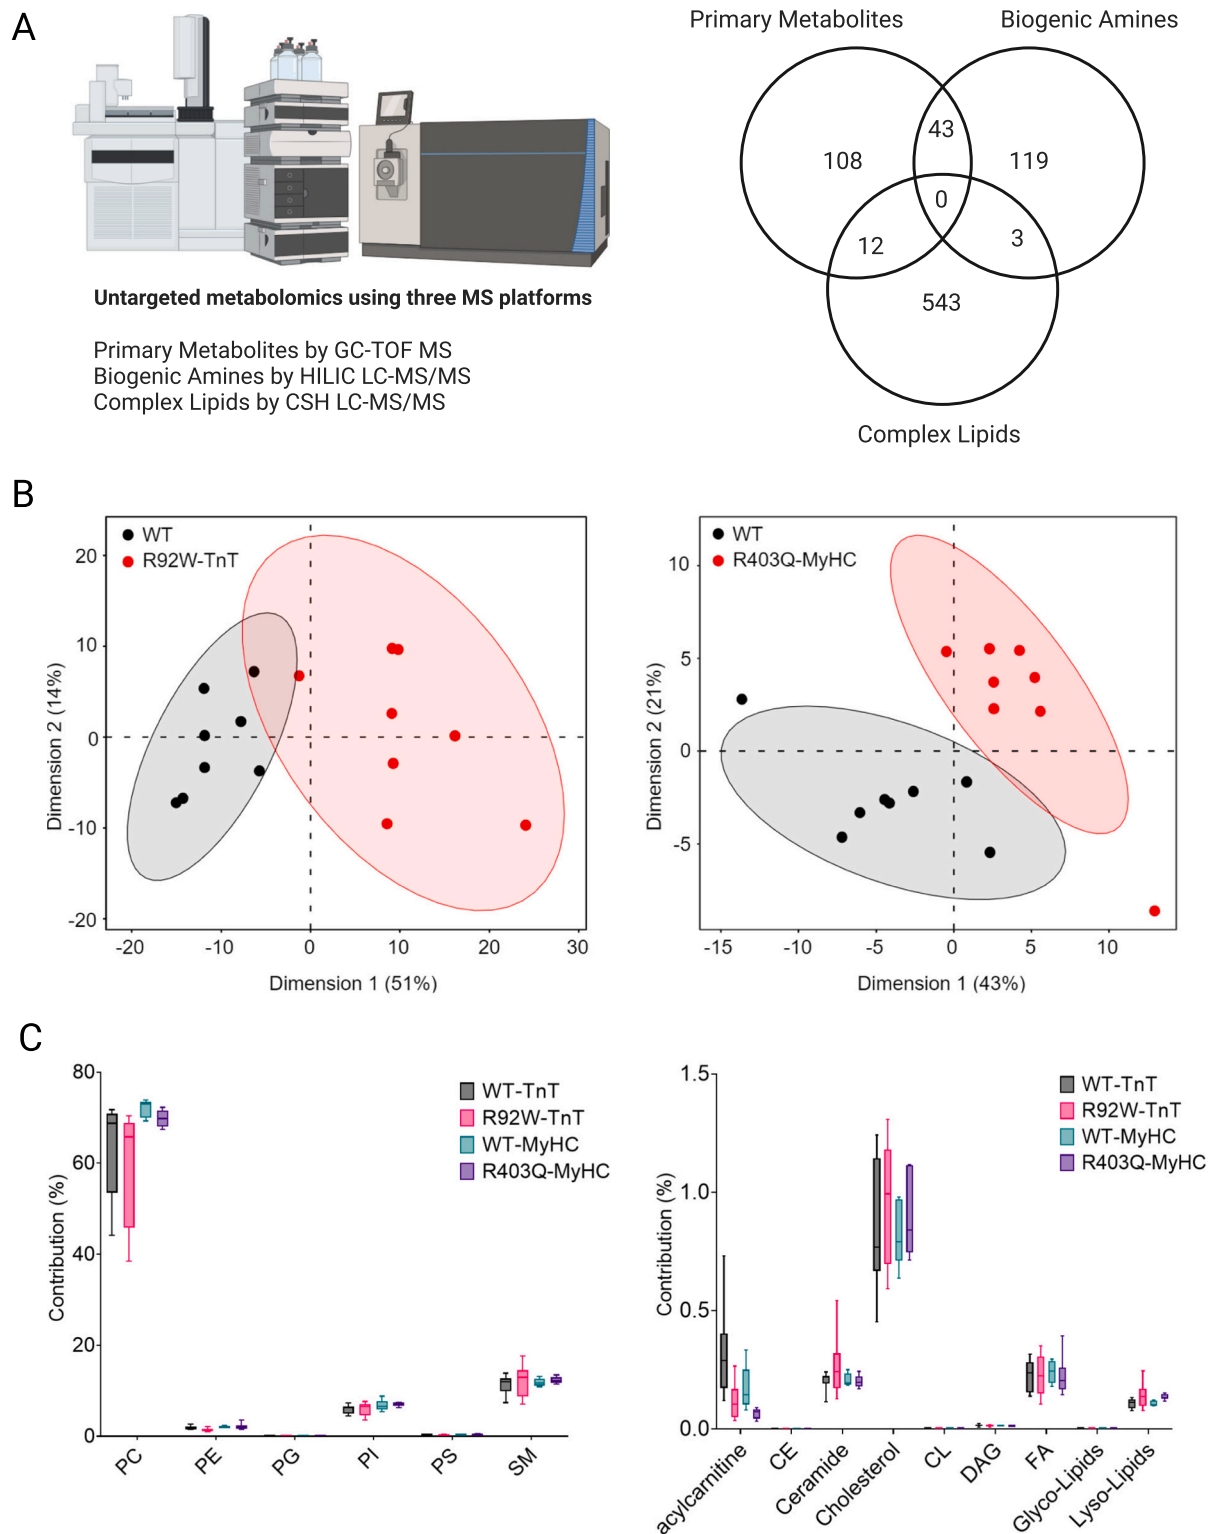 A
Primary Metabolites
Biogenic Amines
43
108
119
0
12
3
543
Complex Lipids
Untargeted metabolomics using three MS platforms
Primary Metabolites by GC-TOF MS
Biogenic Amines by HILIC LC-MS/MS
Complex Lipids by CSH LC-MS/MS
B
WT
R92W-TnT
20
10
0
-10
-20
Dimension 2 (14%)
-20
-10
0
10
20
30
Dimension 1 (51%)
WT
R403Q-MyHC
10
5
0
-5
Dimension 2 (21%)
-15
-10
-5
0
5
10
Dimension 1 (43%)
C
80
60
40
20
0
Contribution (%)
WT-TnT
R92W-TnT
WT-MyHC
R403Q-MyHC
PC
PE
PG
PI
PS
SM
1.5
1.0
0.5
0.0
Contribution (%)
WT-TnT
R92W-TnT
WT-MyHC
R403Q-MyHC
acylcarnitine
CE
Ceramide
Cholesterol
CL
DAG
FA
Glyco-Lipids
Lyso-Lipids